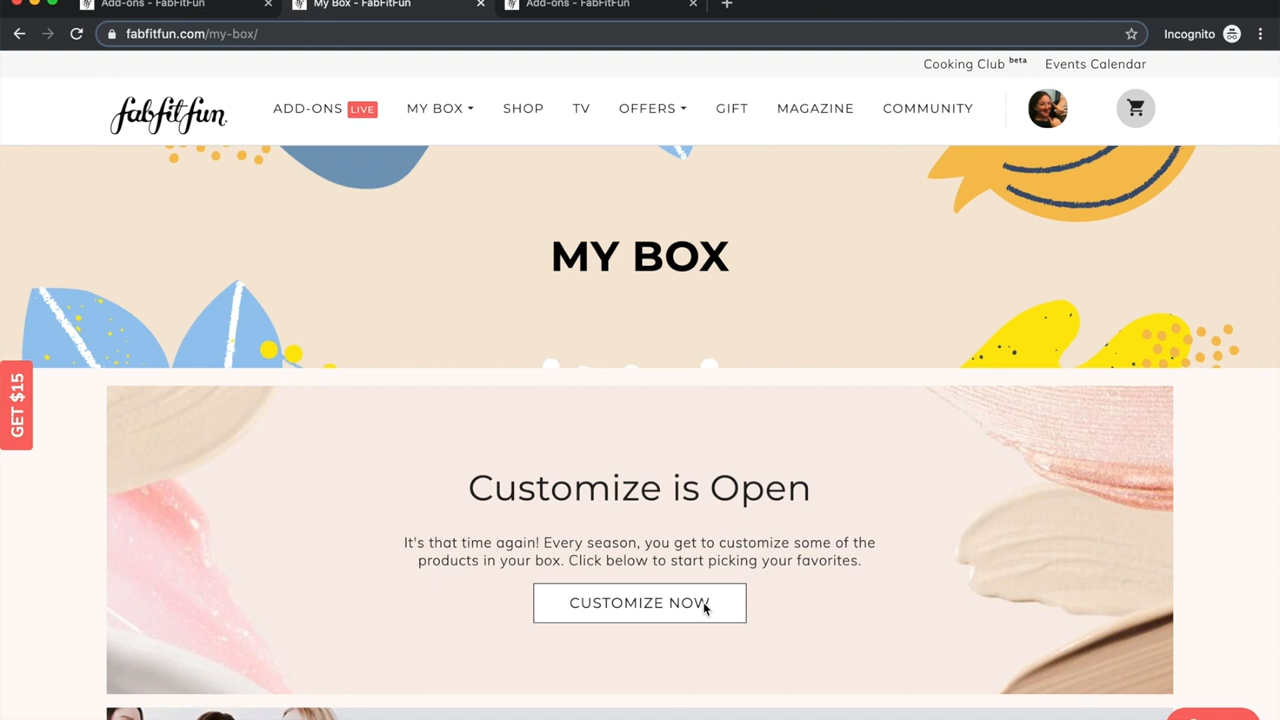 Add-ons - FabFitFun
My Box - FabFitFun
Add-ons - FabFitFun
fabfitfun.com/my-box/
Incognito
Cooking Club beta
Events Calendar
fabfitfun
ADD-ONS LIVE
MY BOX
SHOP
TV
OFFERS
GIFT
MAGAZINE
COMMUNITY
MY BOX
GET $15
Customize is Open
It's that time again! Every season, you get to customize some of the
products in your box. Click below to start picking your favorites.
CUSTOMIZE NOW